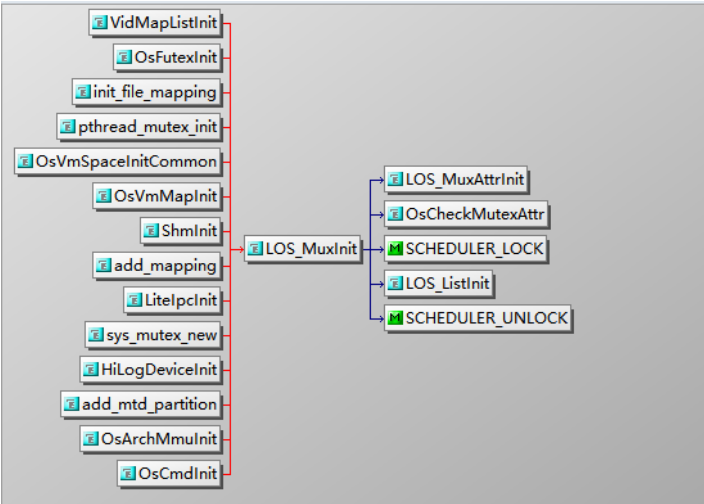 VidMapListInit
OsFutexInit
init_file_mapping
pthread_mutex_init
OsVmSpaceInitCommon
OsVmMapInit
ShmInit
add_mapping
LiteIpcInit
sys_mutex_new
HiLogDeviceInit
add_mtd_partition
OsArchMmuInit
OsCmdInit
LOS_MuxInit
LOS_MuxAttrInit
OsCheckMutexAttr
M SCHEDULER_LOCK
LOS_ListInit
M SCHEDULER_UNLOCK